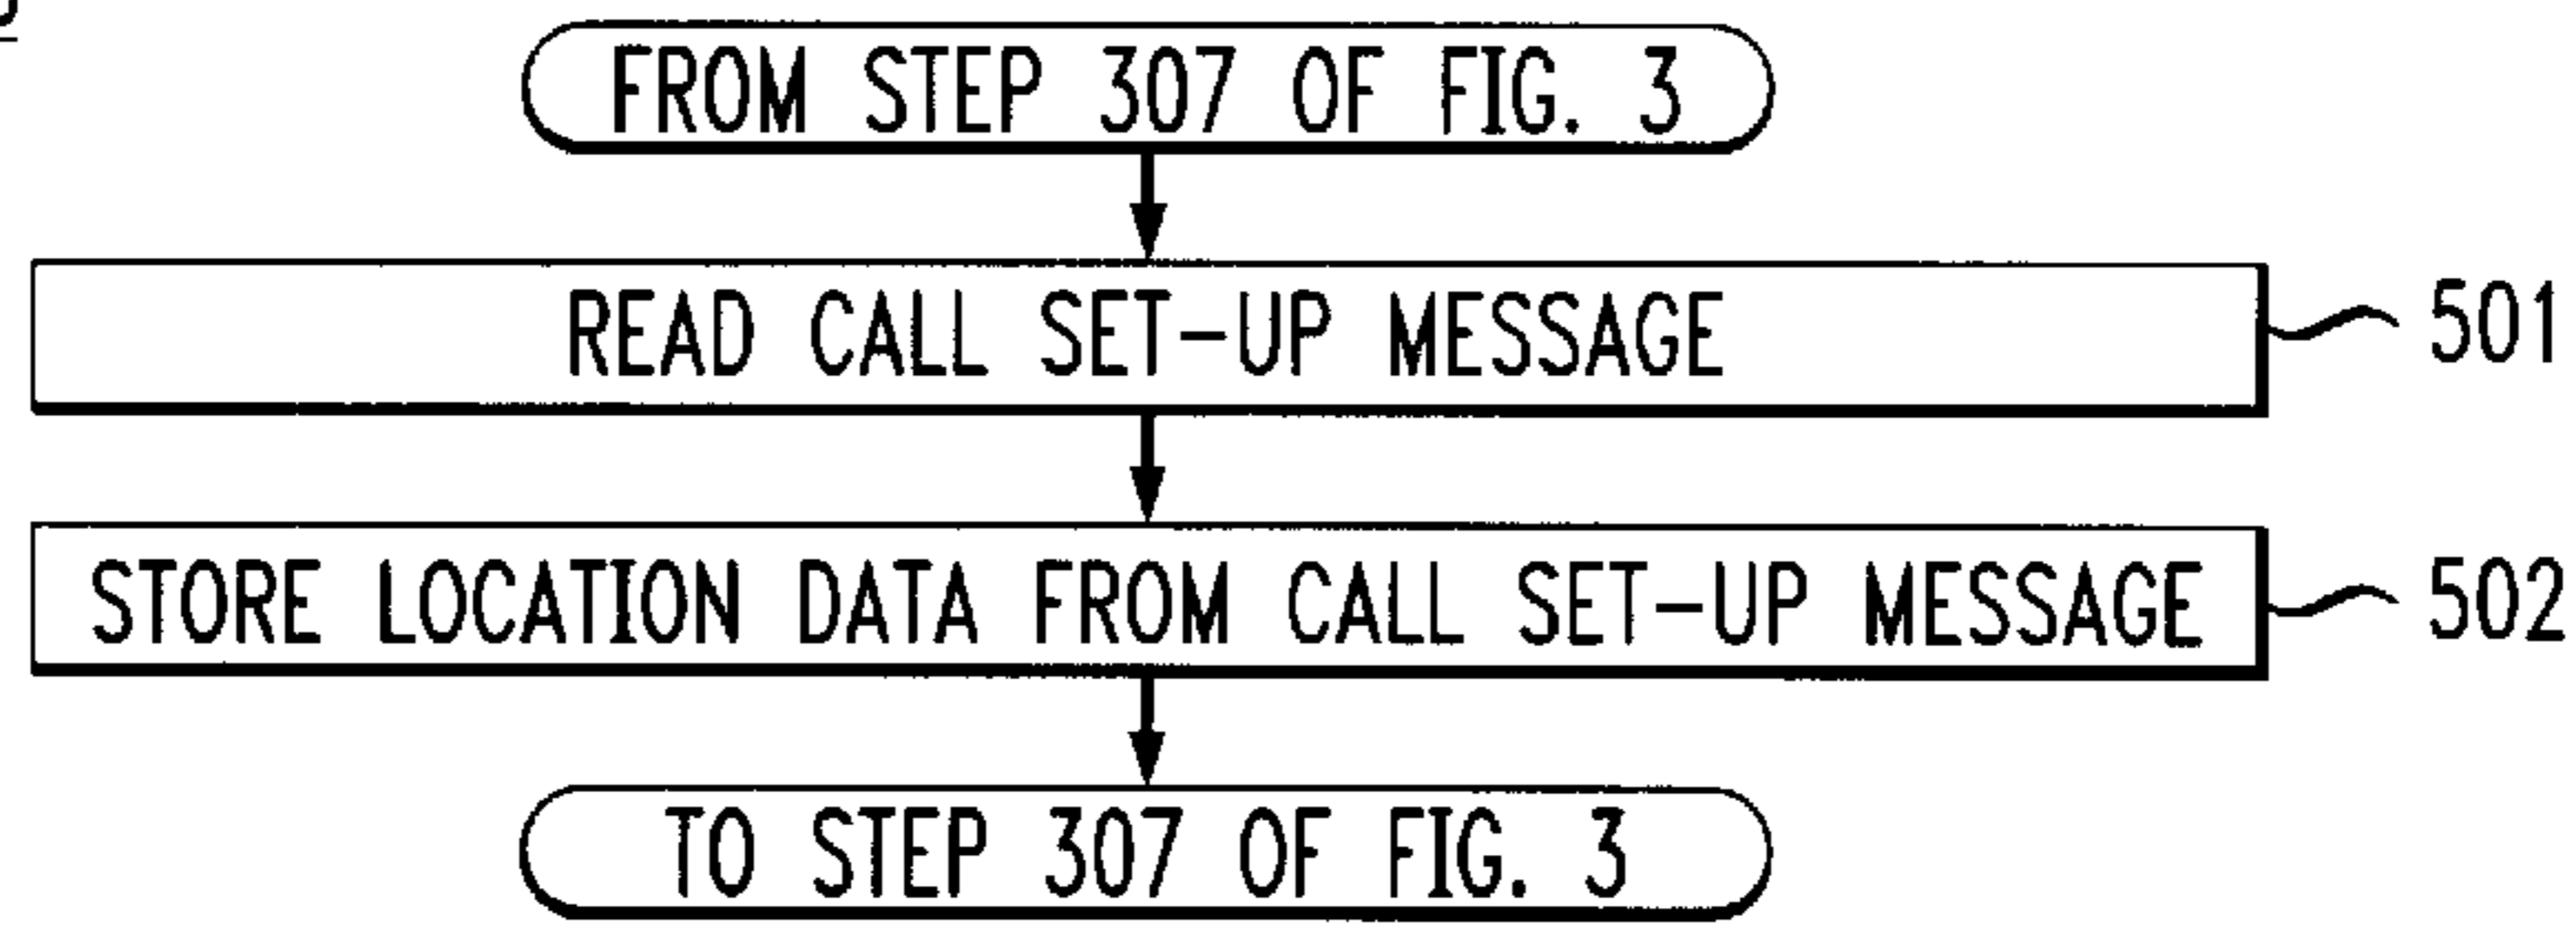 FROM STEP 307 OF FIG. 3
READ CALL SET-UP MESSAGE
501
STORE LOCATION DATA FROM CALL SET-UP MESSAGE
502
TO STEP 307 OF FIG. 3